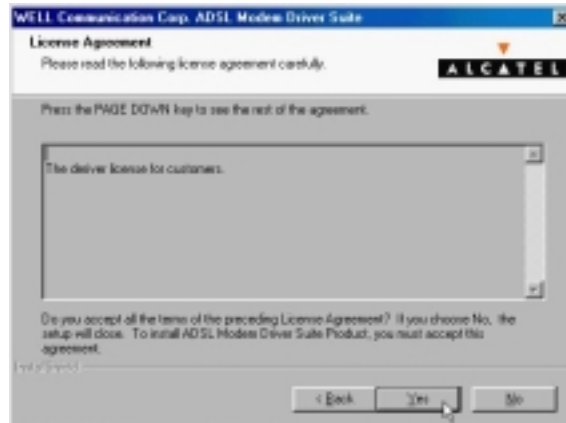 WELL Communication Corp. ADSL Modem Driver Suite
License Agreement
Please read the following license agreement carefully.
ALCATEL
Press the PAGE DOWN key to see the rest of the agreement.
The deriver license for customers.
Do you accept all the terms of the preceding License Agreement? If you choose No, the
setup will close. To install ADSL Modem Driver Suite Product, you must accept this
agreement.
InstallShield
< Back
Yes
No